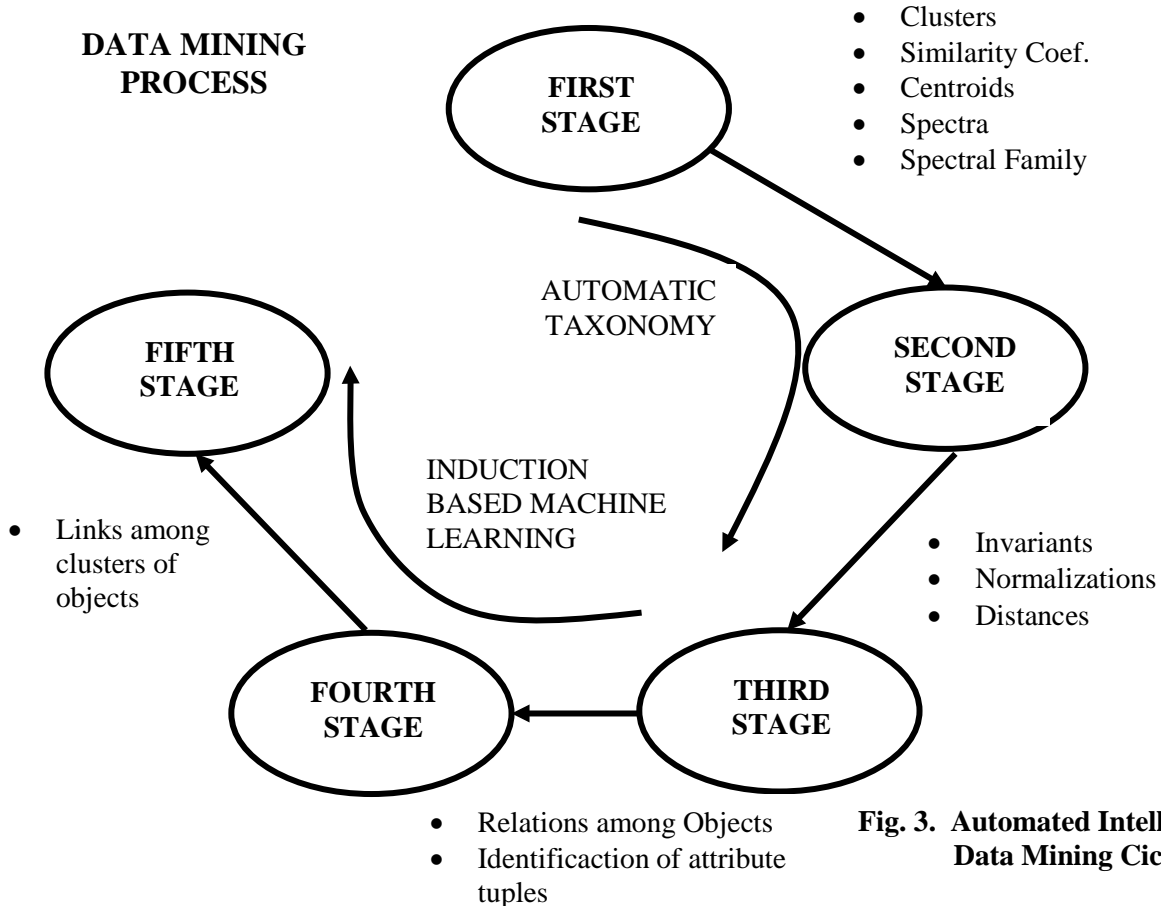 DATA MINING
PROCESS
FIRST
STAGE
• Clusters
• Similarity Coef.
• Centroids
• Spectra
• Spectral Family
AUTOMATIC
TAXONOMY
SECOND
STAGE
FIFTH
STAGE
INDUCTION
BASED MACHINE
LEARNING
• Links among
clusters of
objects
• Invariants
• Normalizations
• Distances
FOURTH
STAGE
THIRD
STAGE
• Relations among Objects
• Identificaction of attribute
tuples
Fig. 3. Automated Intell
Data Mining Cic